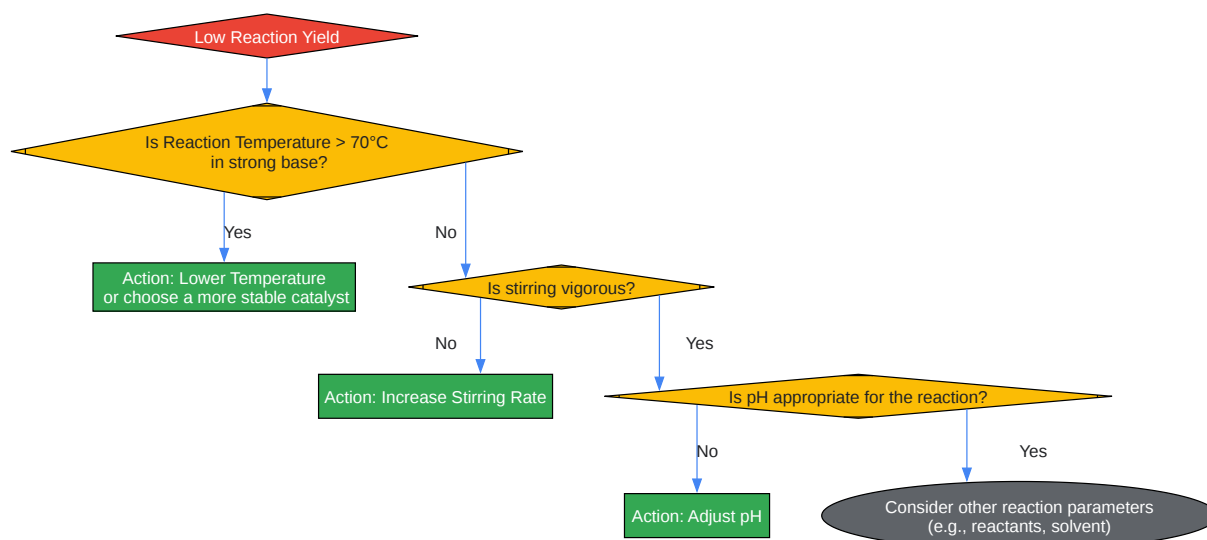 Low Reaction Yield
Is Reaction Temperature > 70°C
in strong base?
Yes
No
Action: Lower Temperature
or choose a more stable catalyst
Is stirring vigorous?
No
Yes
Action: Increase Stirring Rate
Is pH appropriate for the reaction?
No
Yes
Action: Adjust pH
Consider other reaction parameters
(e.g., reactants, solvent)